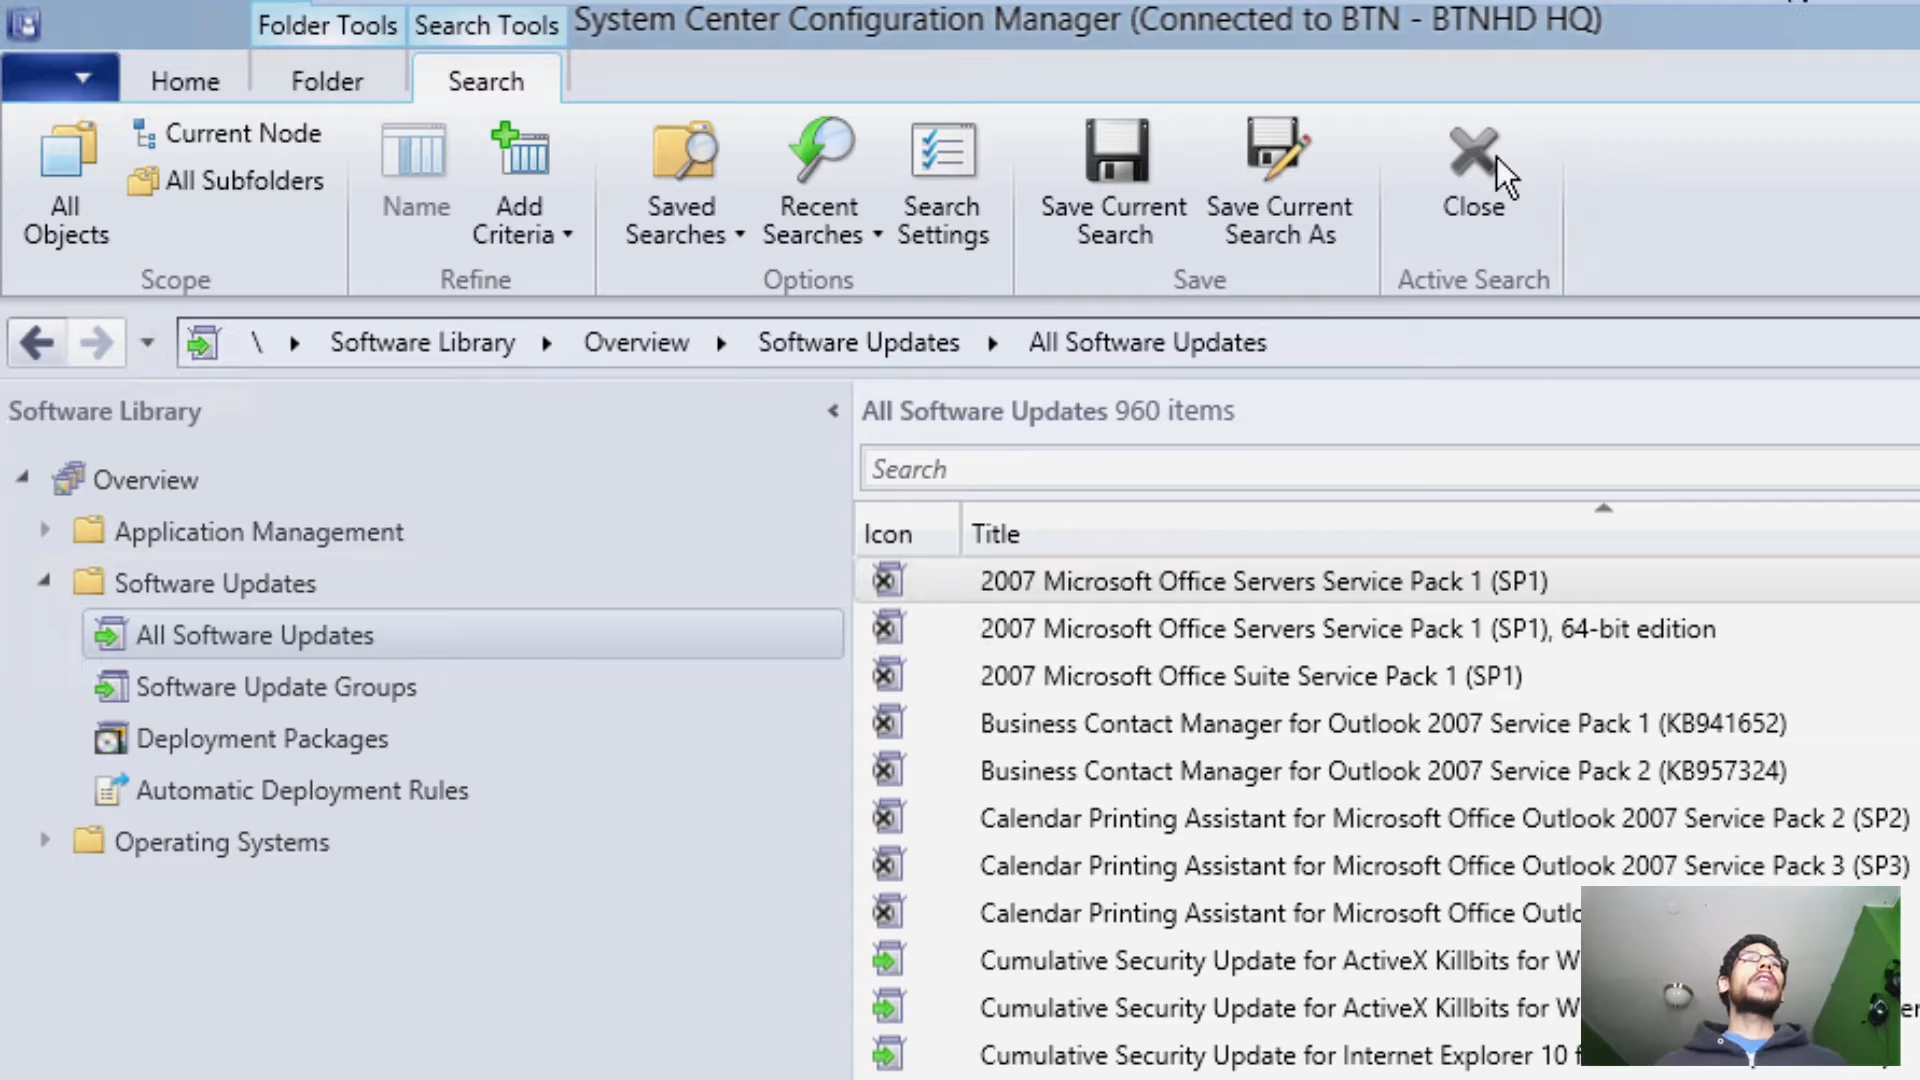 Folder Tools Search Tools System Center Configuration Manager (Connected to BTN - BTNHD HQ)
Home Folder Search
All Objects
Current Node
All Subfolders
Scope
Name
Add Criteria
Refine
Saved Searches
Recent Searches
Search Settings
Options
Save Current Search
Save Current Search As
Save
Close
Active Search
\ Software Library Overview Software Updates All Software Updates
Software Library
Overview
Application Management
Software Updates
All Software Updates
Software Update Groups
Deployment Packages
Automatic Deployment Rules
Operating Systems
All Software Updates 960 items
Search
Icon Title
2007 Microsoft Office Servers Service Pack 1 (SP1)
2007 Microsoft Office Servers Service Pack 1 (SP1), 64-bit edition
2007 Microsoft Office Suite Service Pack 1 (SP1)
Business Contact Manager for Outlook 2007 Service Pack 1 (KB941652)
Business Contact Manager for Outlook 2007 Service Pack 2 (KB957324)
Calendar Printing Assistant for Microsoft Office Outlook 2007 Service Pack 2 (SP2)
Calendar Printing Assistant for Microsoft Office Outlook 2007 Service Pack 3 (SP3)
Calendar Printing Assistant for Microsoft Office Outlo
Cumulative Security Update for ActiveX Killbits for W
Cumulative Security Update for ActiveX Killbits for W
Cumulative Security Update for Internet Explorer 10 f